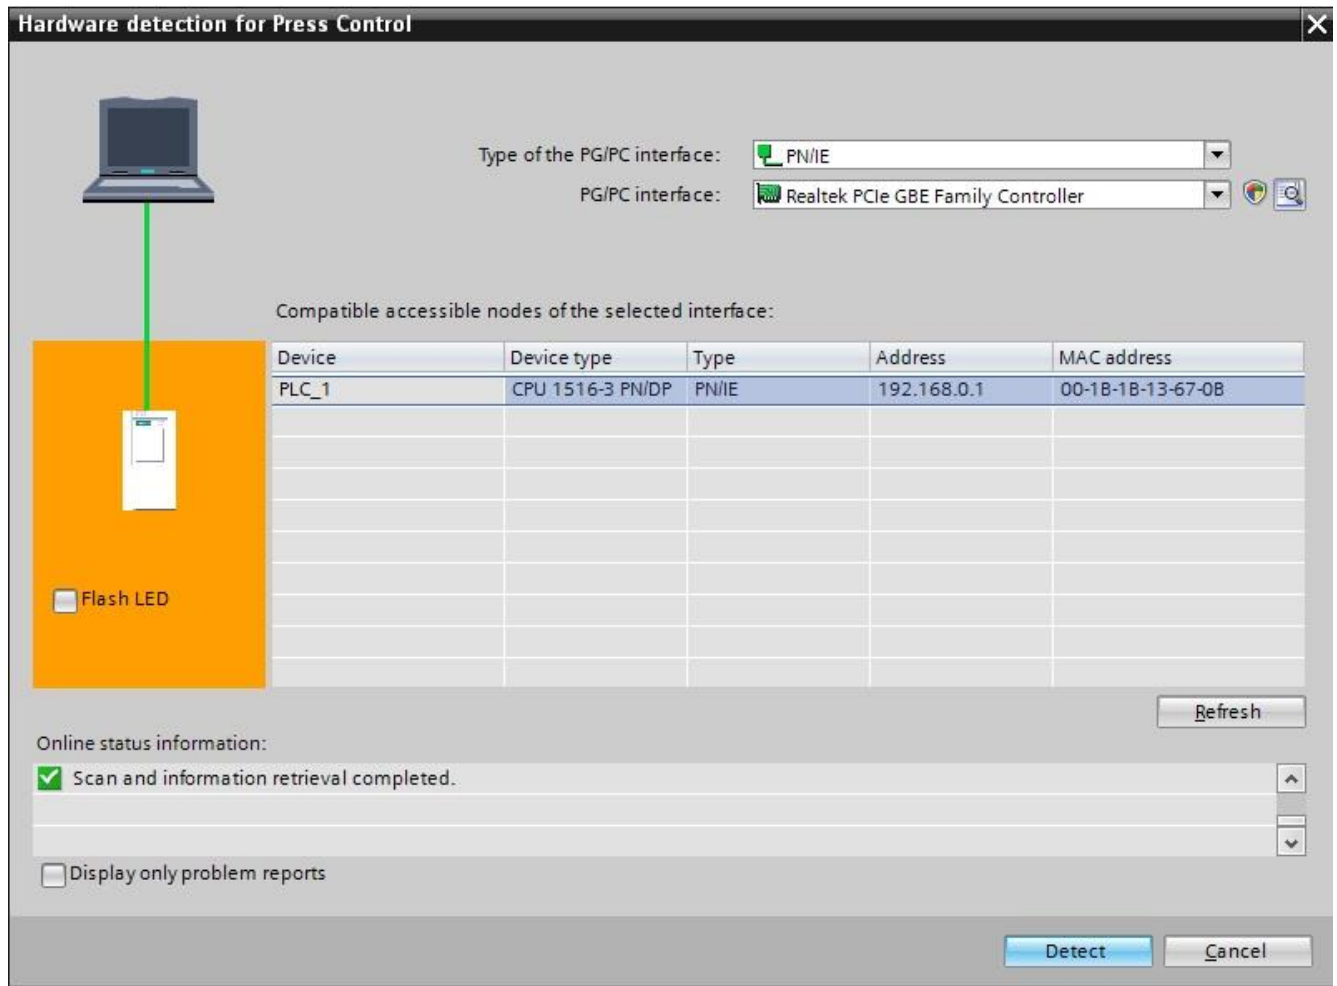 Hardware detection for Press Control
Type of the PG/PC interface: PN/IE
PG/PC interface: Realtek PCIe GBE Family Controller
Compatible accessible nodes of the selected interface:
Device Device type Type Address MAC address
PLC_1 CPU 1516-3 PN/DP PN/IE 192.168.0.1 00-1B-1B-13-67-0B
Flash LED
Refresh
Online status information:
Scan and information retrieval completed.
Display only problem reports
Detect Cancel